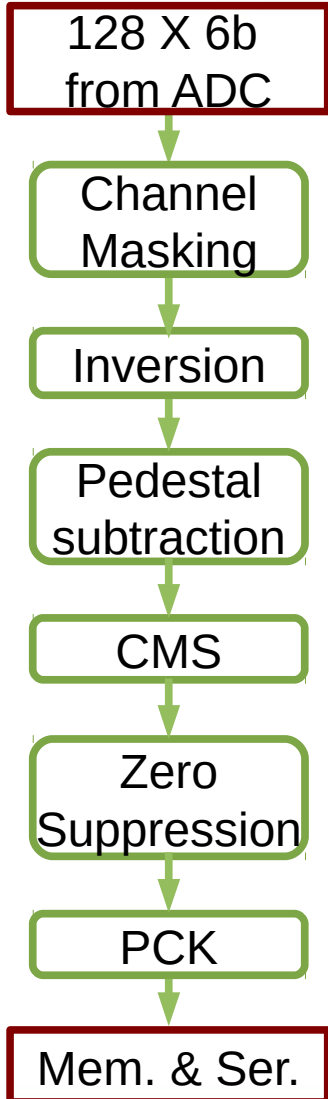 128 X 6b
from ADC
Channel
Masking
Inversion
Pedestal
subtraction
CMS
Zero
Suppression
PCK
Mem. & Ser.